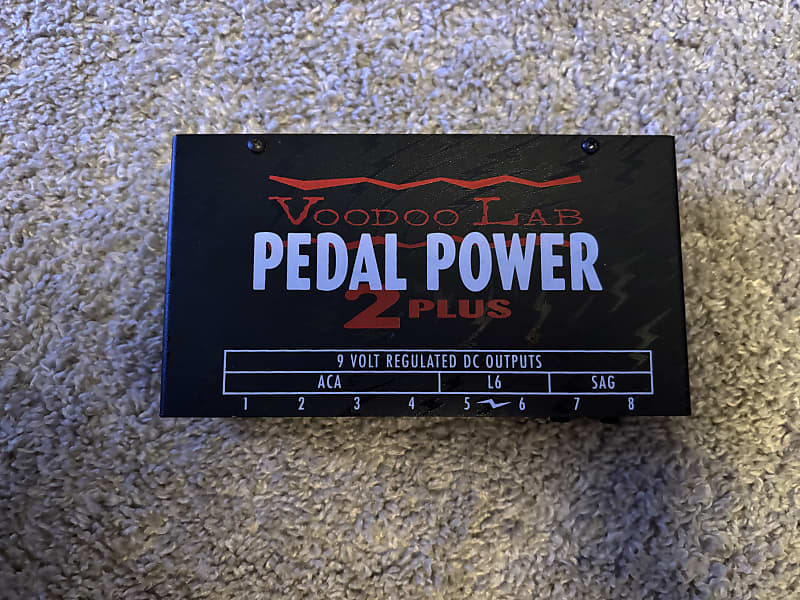 VOODOO LAB
PEDAL POWER
2 PLUS
9 VOLT REGULATED DC OUTPUTS
ACA L6 SAG
1 2 3 4 5 6 7 8